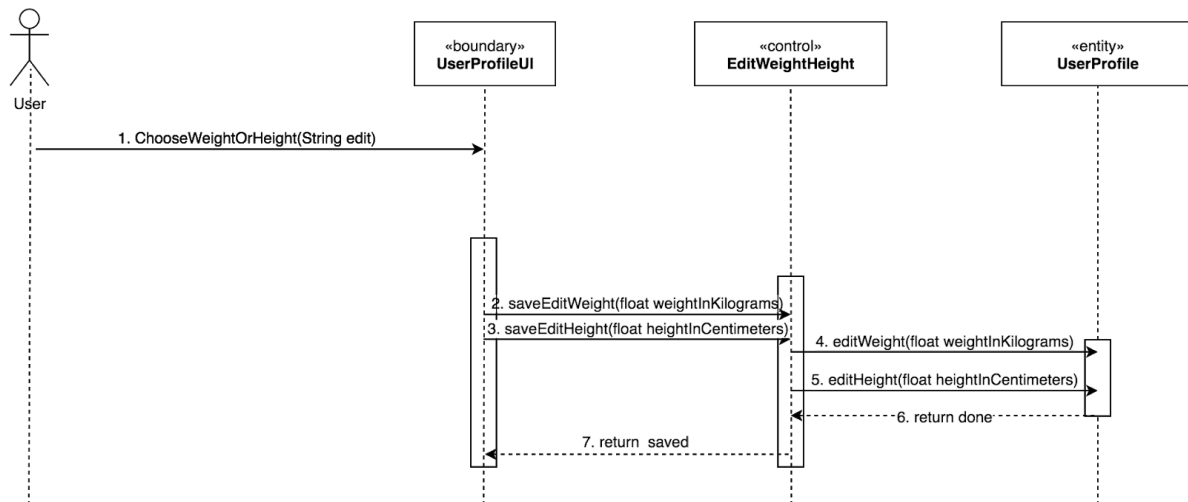 «boundary»
UserProfileUI
«control»
EditWeightHeight
«entity»
UserProfile
User
1. ChooseWeightOrHeight(String edit)
2. saveEditWeight(float weightInKilograms)
3. saveEditHeight(float heightInCentimeters)
4. editWeight(float weightInKilograms)
5. editHeight(float heightInCentimeters)
6. return done
7. return saved